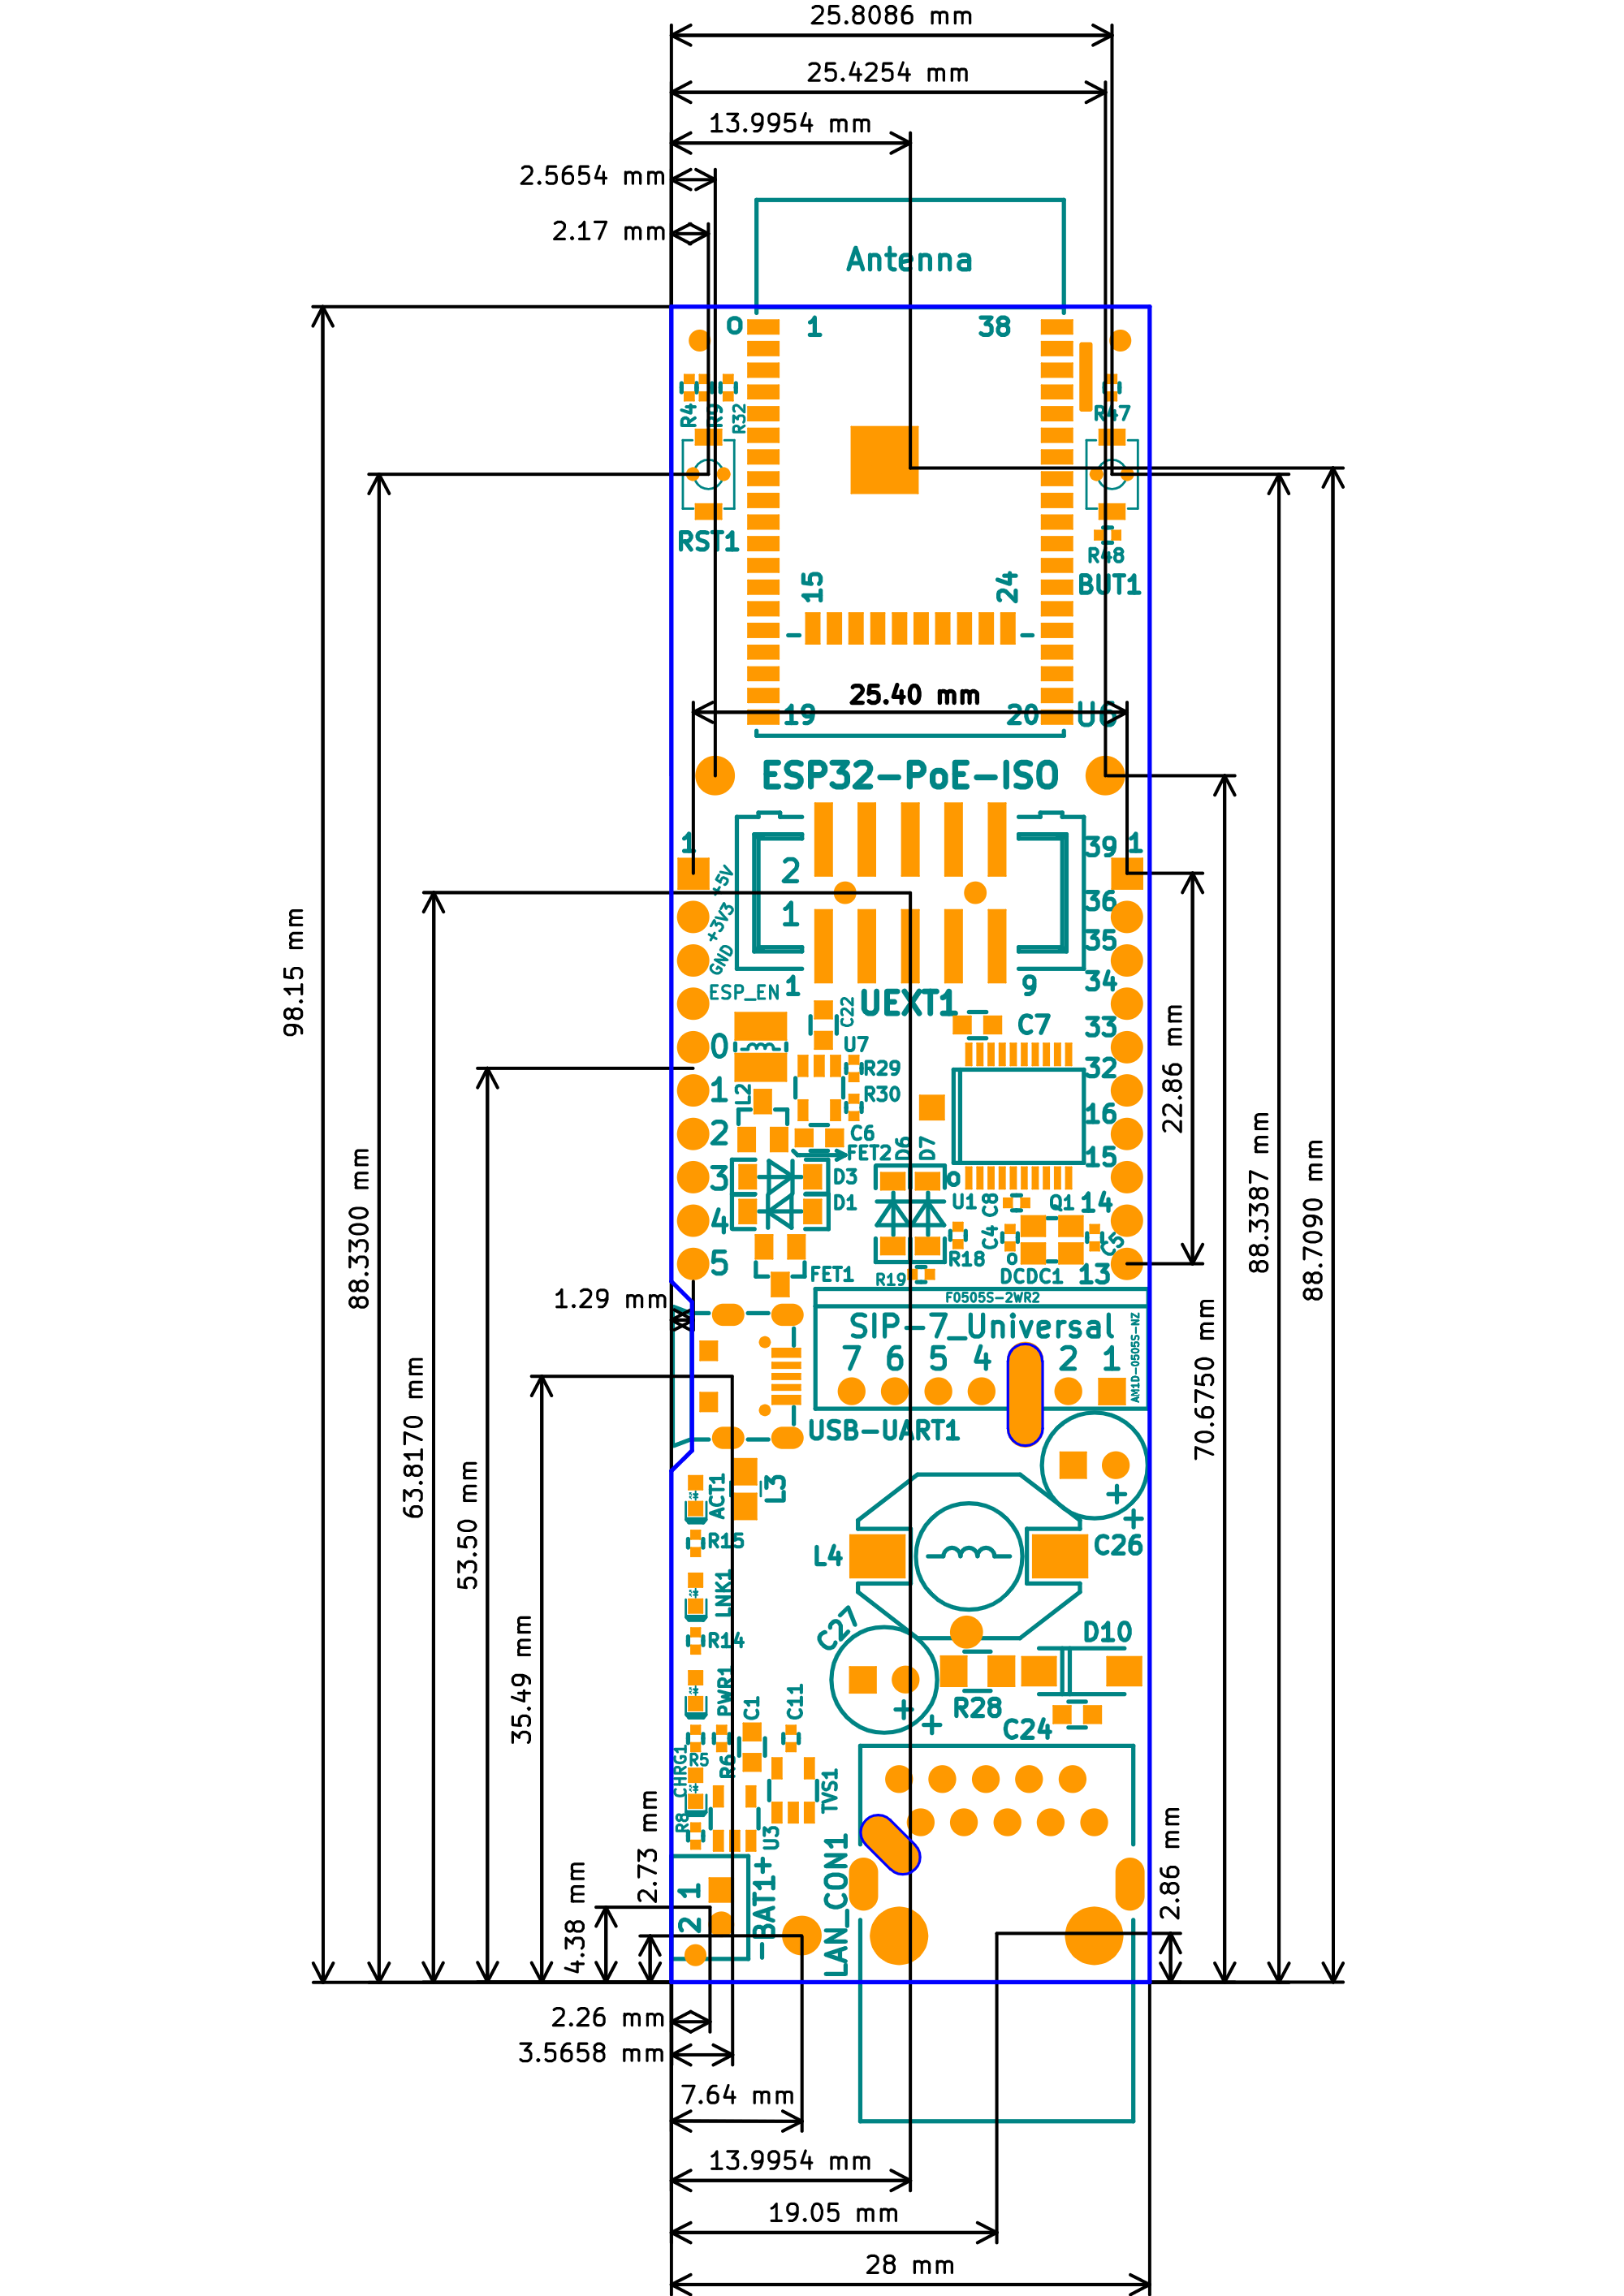 25.8086 mm
25.4254 mm
13.9954 mm
2.5654 mm
2.17 mm
Antenna
1
38
R4
R9
R32
R47
RST1
R48
BUT1
15
24
25.40 mm
19
20
U6
ESP32-PoE-ISO
1
39
1
2
+5V
36
1
+3V3
35
GND
34
ESP_EN
1
9
UEXT1
C22
C7
33
98.15 mm
0
U7
R29
32
22.86 mm
1
L2
R30
16
2
C6
FET2
D6
D7
15
3
D3
D1
U1
C8
Q1
14
4
C4
C5
R18
5
FET1
R19
DCDC1
13
88.3300 mm
88.3387 mm
88.7090 mm
1.29 mm
F0505S-2WR2
SIP-7_Universal
AM1D-0505S-NZ
7
6
5
4
2
1
63.8170 mm
70.6750 mm
USB-UART1
53.50 mm
ACT1
L3
C26
R15
L4
LNK1
R14
C27
D10
35.49 mm
PWR1
C1
C11
R28
C24
R5
R6
CHRG1
TVS1
R8
U3
2.73 mm
2.86 mm
4.38 mm
1
2
-BAT1+
LAN_CON1
2.26 mm
3.5658 mm
7.64 mm
13.9954 mm
19.05 mm
28 mm